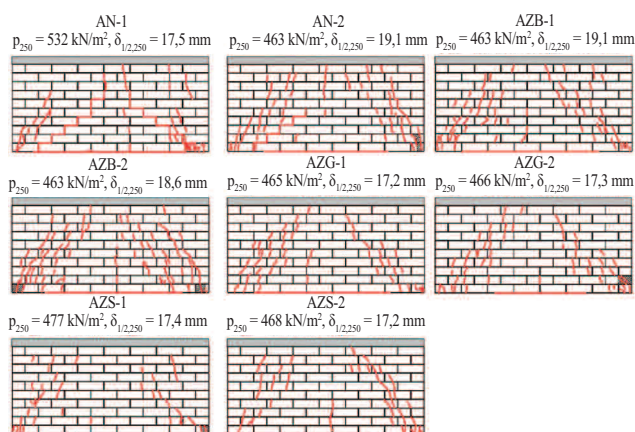 AN-1
p250 = 532 kN/m², δ1/2,250 = 17,5 mm
AN-2
p250 = 463 kN/m², δ1/2,250 = 19,1 mm
AZB-1
p250 = 463 kN/m², δ1/2,250 = 19,1 mm
AZB-2
p250 = 463 kN/m², δ1/2,250 = 18,6 mm
AZG-1
p250 = 465 kN/m², δ1/2,250 = 17,2 mm
AZG-2
p250 = 466 kN/m², δ1/2,250 = 17,3 mm
AZS-1
p250 = 477 kN/m², δ1/2,250 = 17,4 mm
AZS-2
p250 = 468 kN/m², δ1/2,250 = 17,2 mm